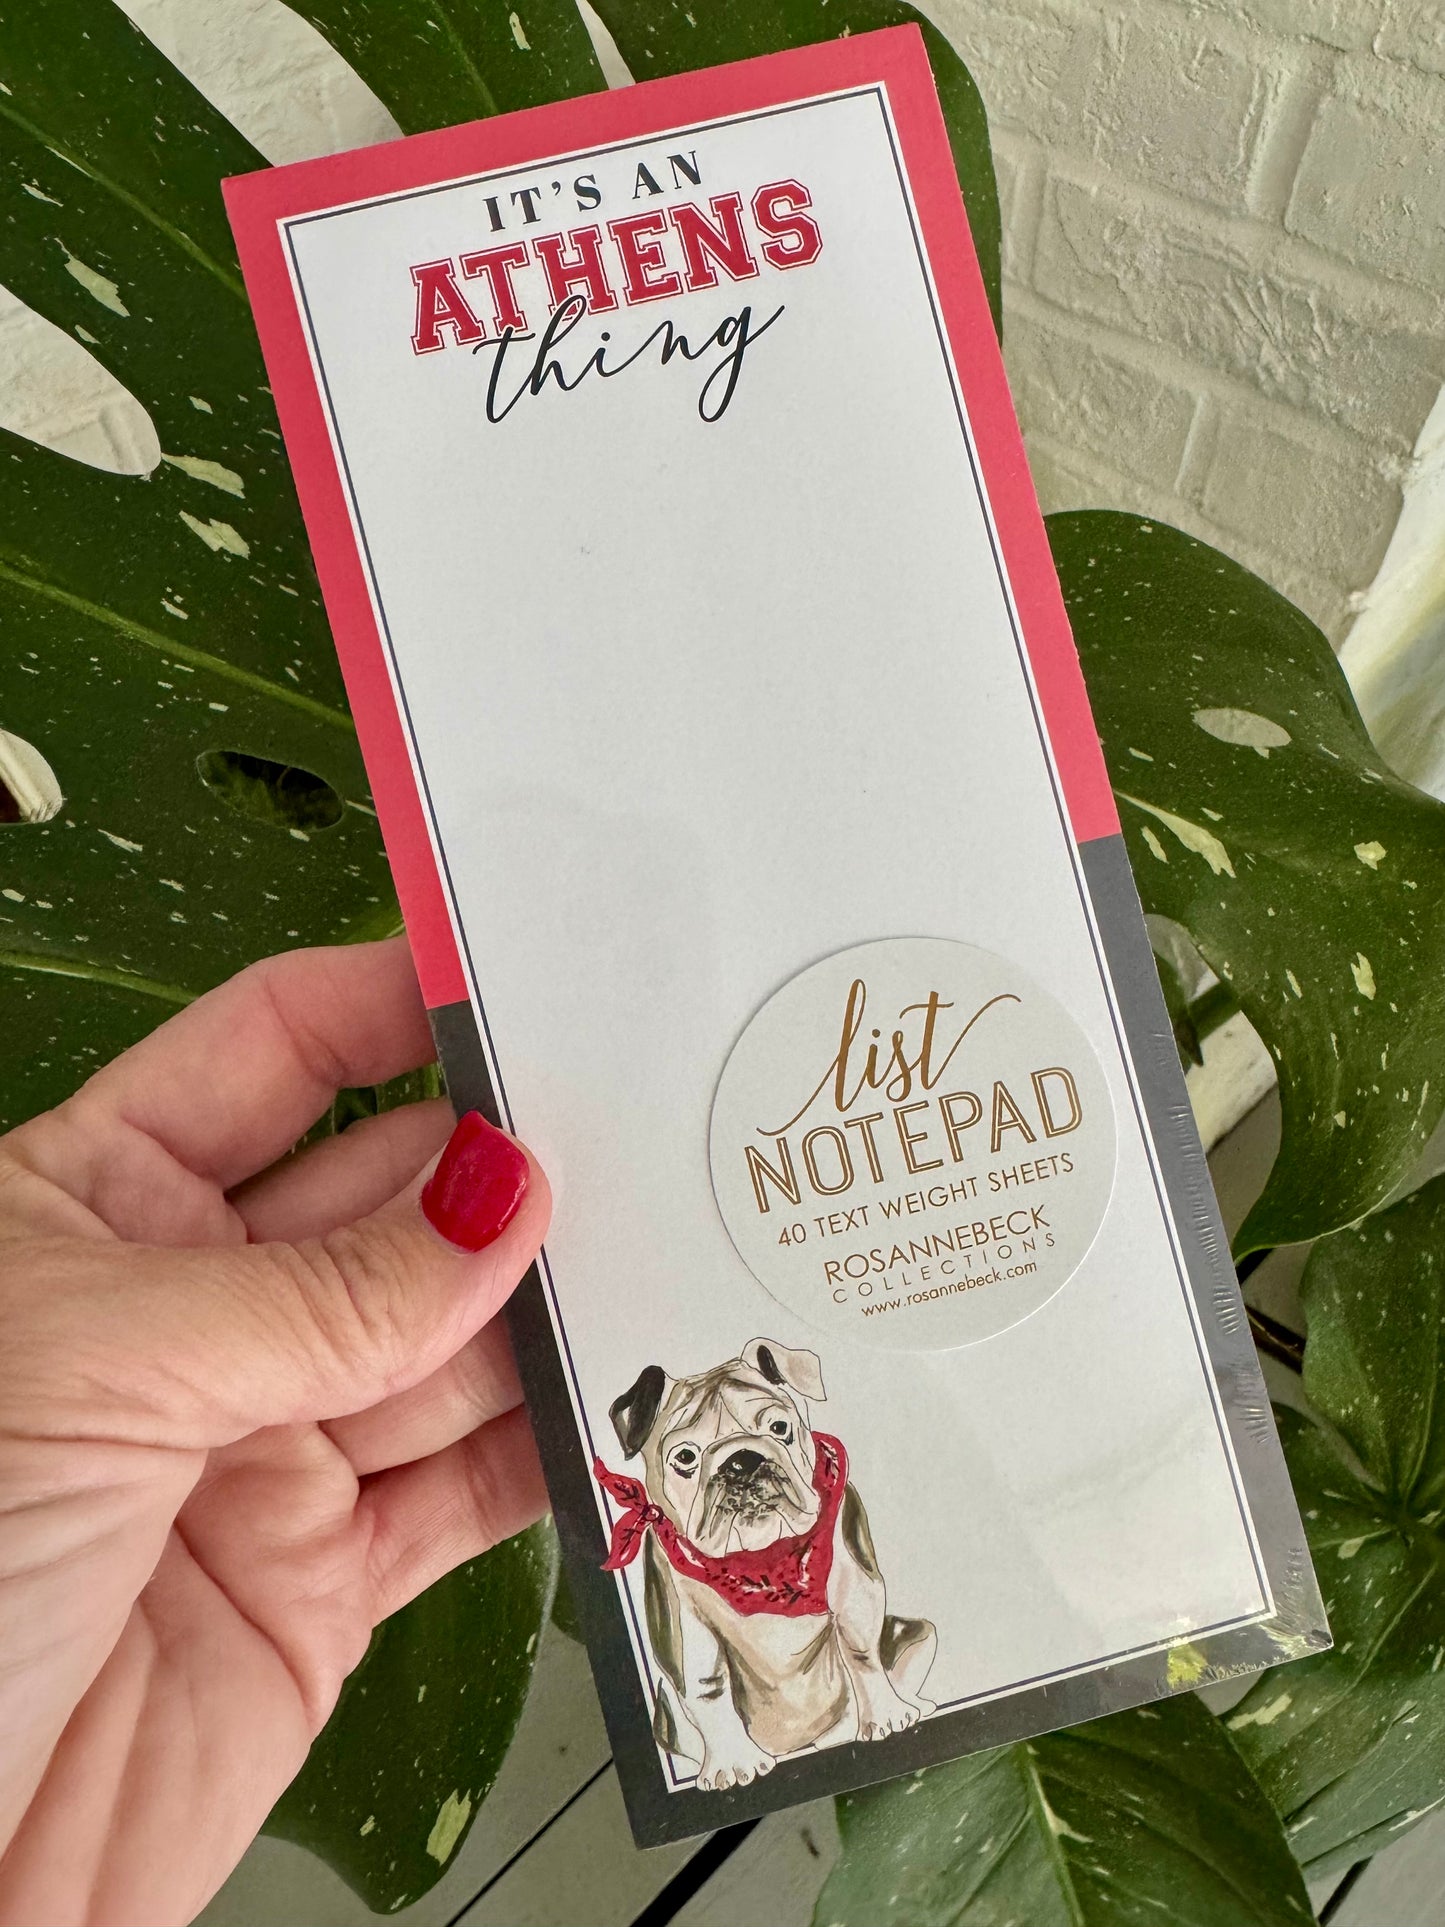 IT'S AN
ATHENS
thing
list
NOTEPAD
40 TEXT WEIGHT SHEETS
ROSANNEBECK
COLLECTIONS
www.rosannebeck.com